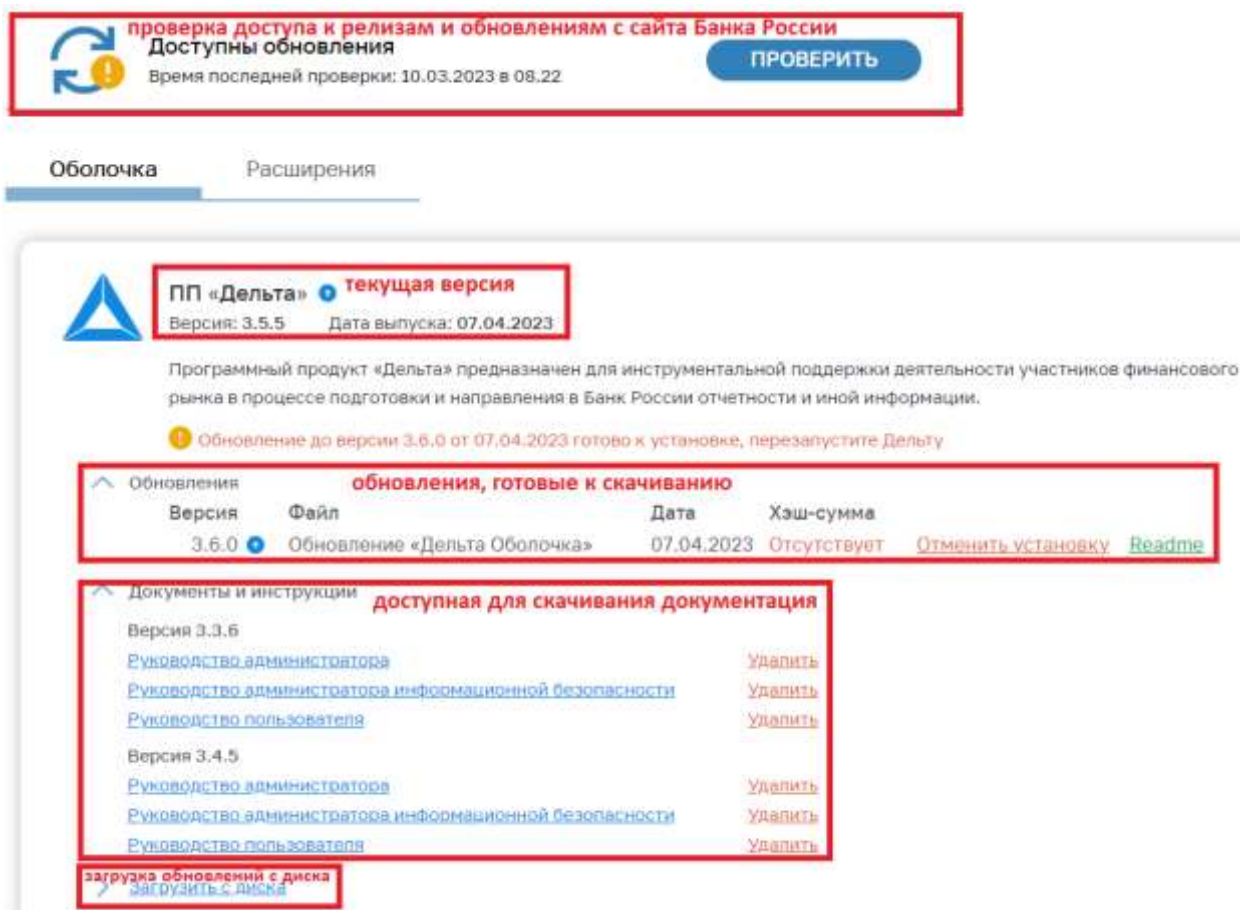 проверка доступа к релизам и обновлениям с сайта Банка России
Доступны обновления
Время последней проверки: 10.03.2023 в 08.22
ПРОВЕРИТЬ
Оболочка Расширения
ПП «Дельта» текущая версия
Версия: 3.5.5 Дата выпуска: 07.04.2023
Программный продукт «Дельта» предназначен для инструментальной поддержки деятельности участников финансового
рынка в процессе подготовки и направления в Банк России отчетности и иной информации.
Обновление до версии 3.6.0 от 07.04.2023 готово к установке, перезапустите Дельту
Обновления обновления, готовые к скачиванию
Версия Файл Дата Хэш-сумма
3.6.0 Обновление «Дельта Оболочка» 07.04.2023 Отсутствует Отменить установку Readme
Документы и инструкции доступная для скачивания документация
Версия 3.3.6
Руководство администратора Удалить
Руководство администратора информационной безопасности Удалить
Руководство пользователя Удалить
Версия 3.4.5
Руководство администратора Удалить
Руководство администратора информационной безопасности Удалить
Руководство пользователя Удалить
загрузка обновлений с диска
Загрузить с диска